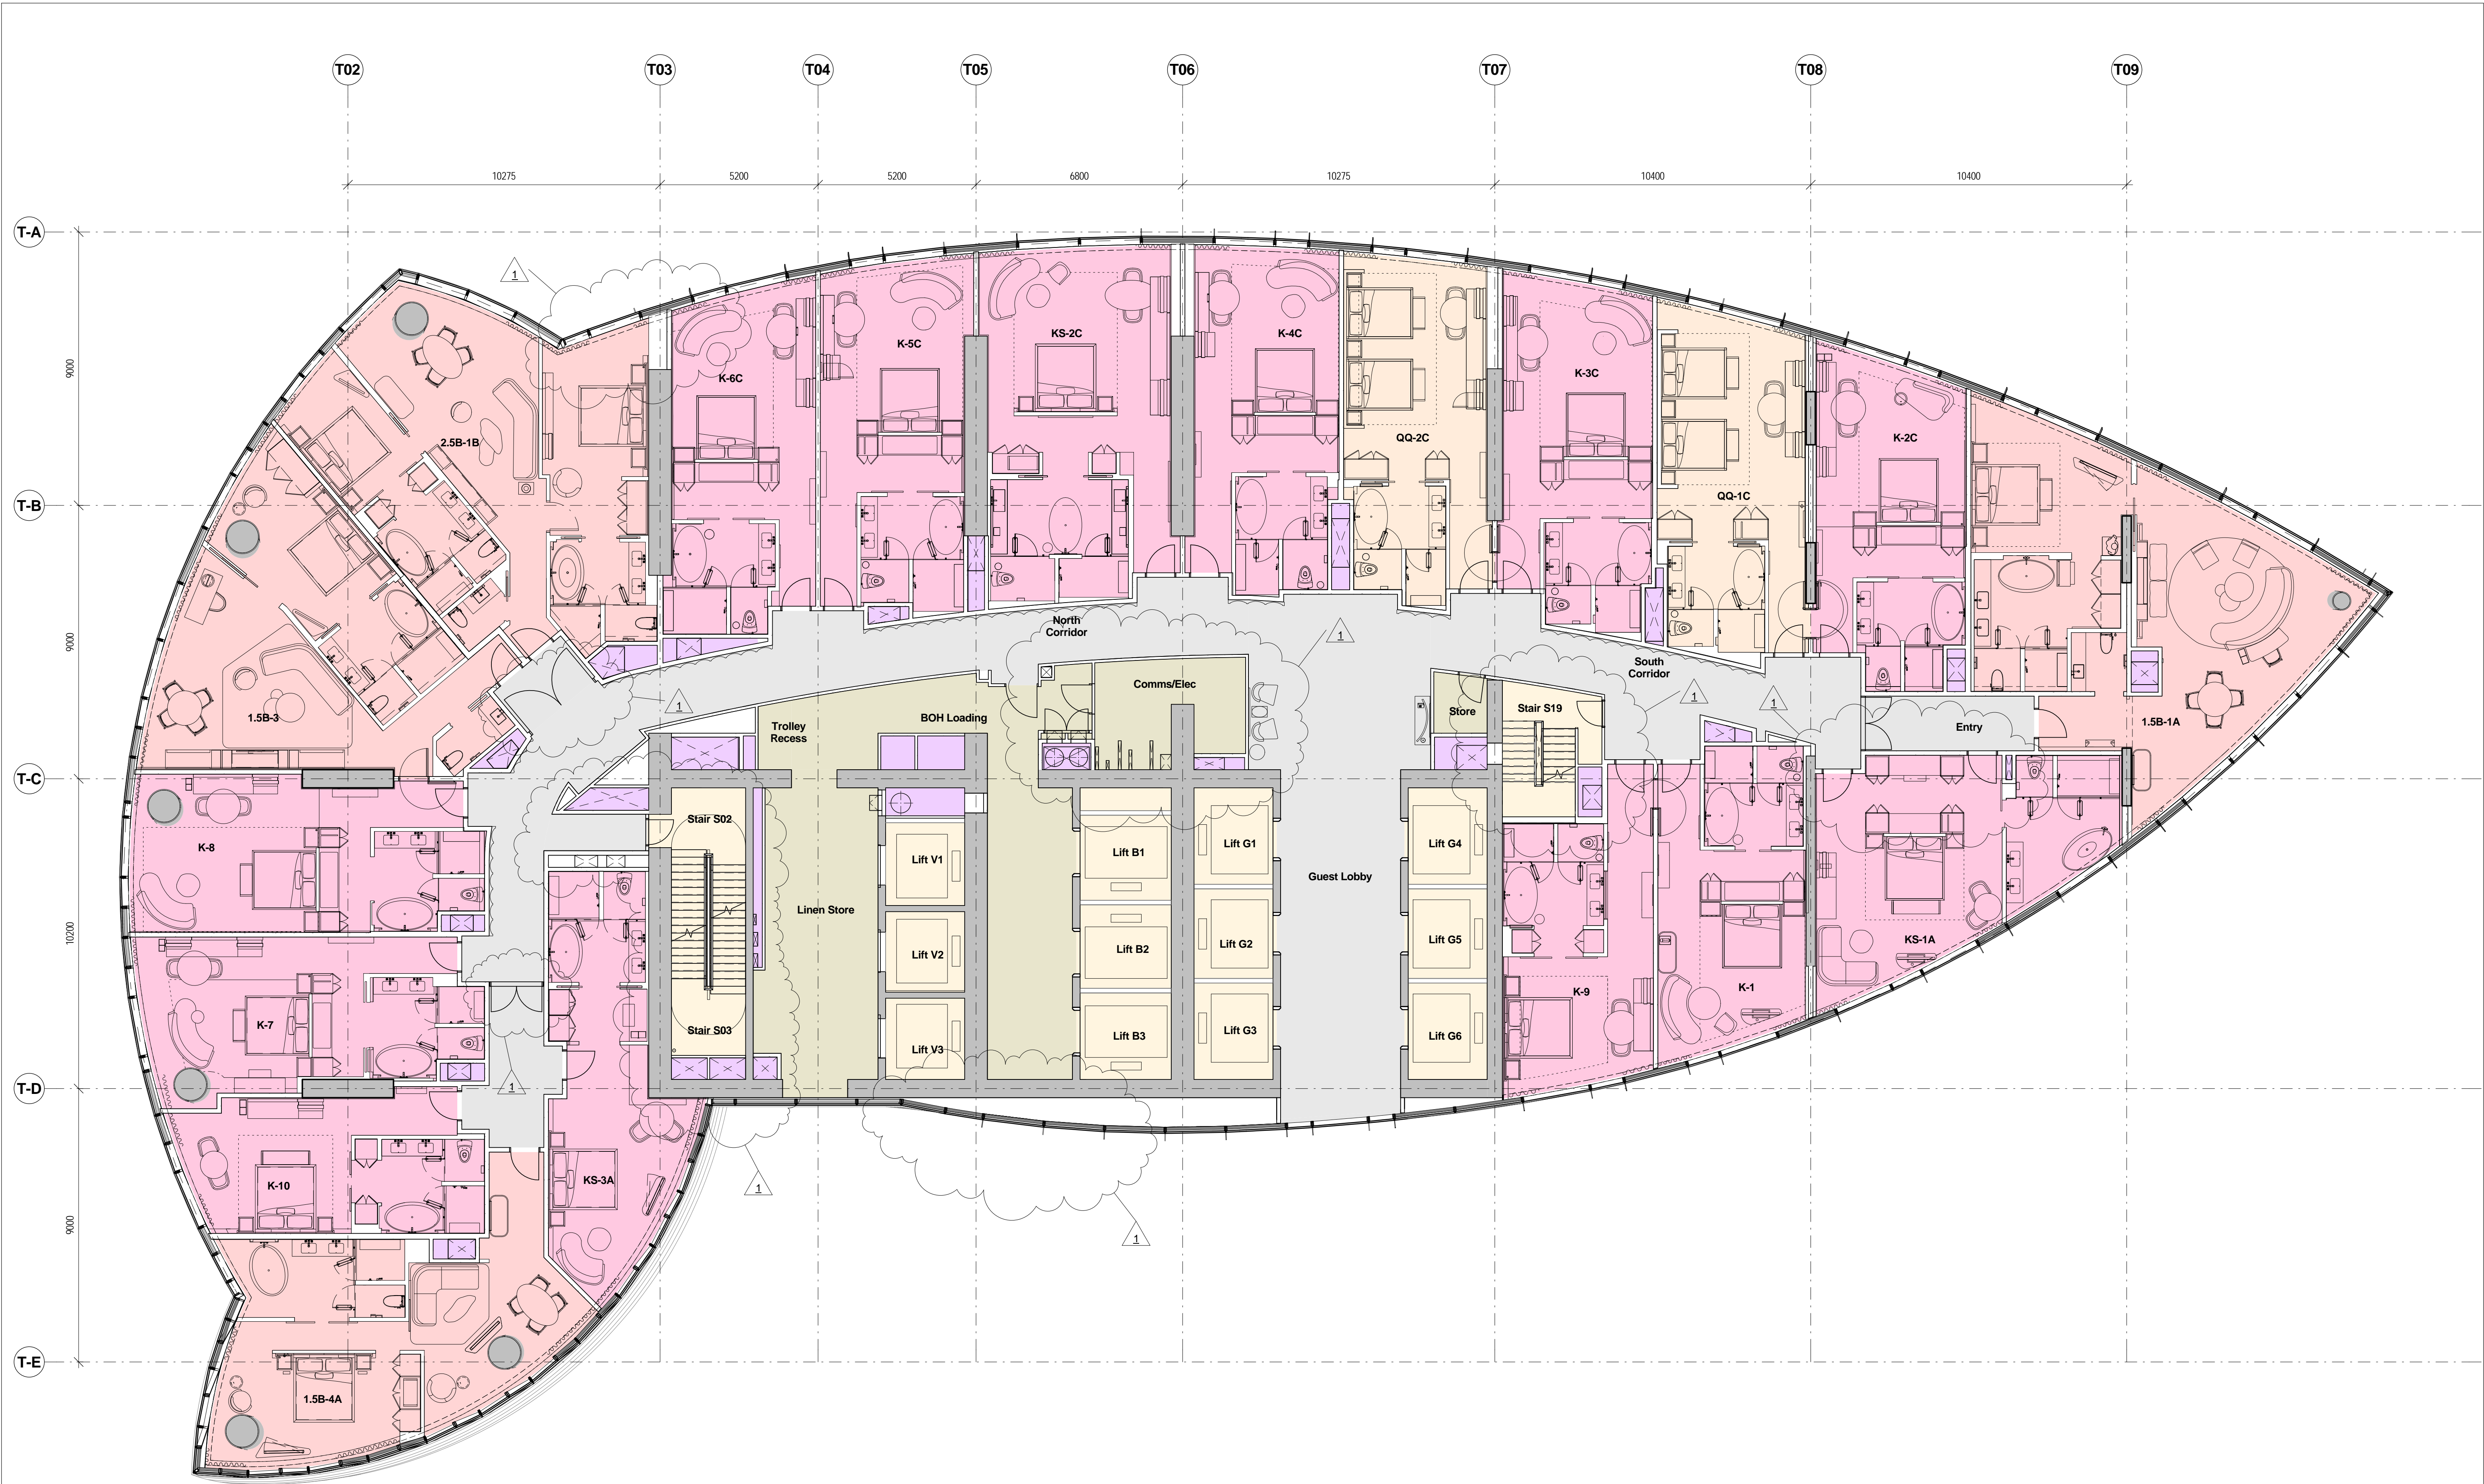 T02
T03
T04
T05
T06
T07
T08
T09
10275
5200
5200
6800
10275
10400
10400
T-A
T-B
T-C
T-D
T-E
9000
9000
10200
9000
1
K-6C
K-5C
KS-2C
K-4C
QQ-2C
K-3C
QQ-1C
K-2C
2.5B-1B
North
Corridor
1
South
Corridor
1
1
1
1.5B-3
Trolley
Recess
BOH Loading
Comms/Elec
Store
Stair S19
Entry
1.5B-1A
K-8
Stair S02
Lift V1
Lift B1
Lift G1
Lift G4
Guest Lobby
Linen Store
Lift V2
Lift B2
Lift G2
Lift G5
KS-1A
K-7
Stair S03
Lift V3
Lift B3
Lift G3
Lift G6
K-9
K-1
1
K-10
KS-3A
1
1
1.5B-4A